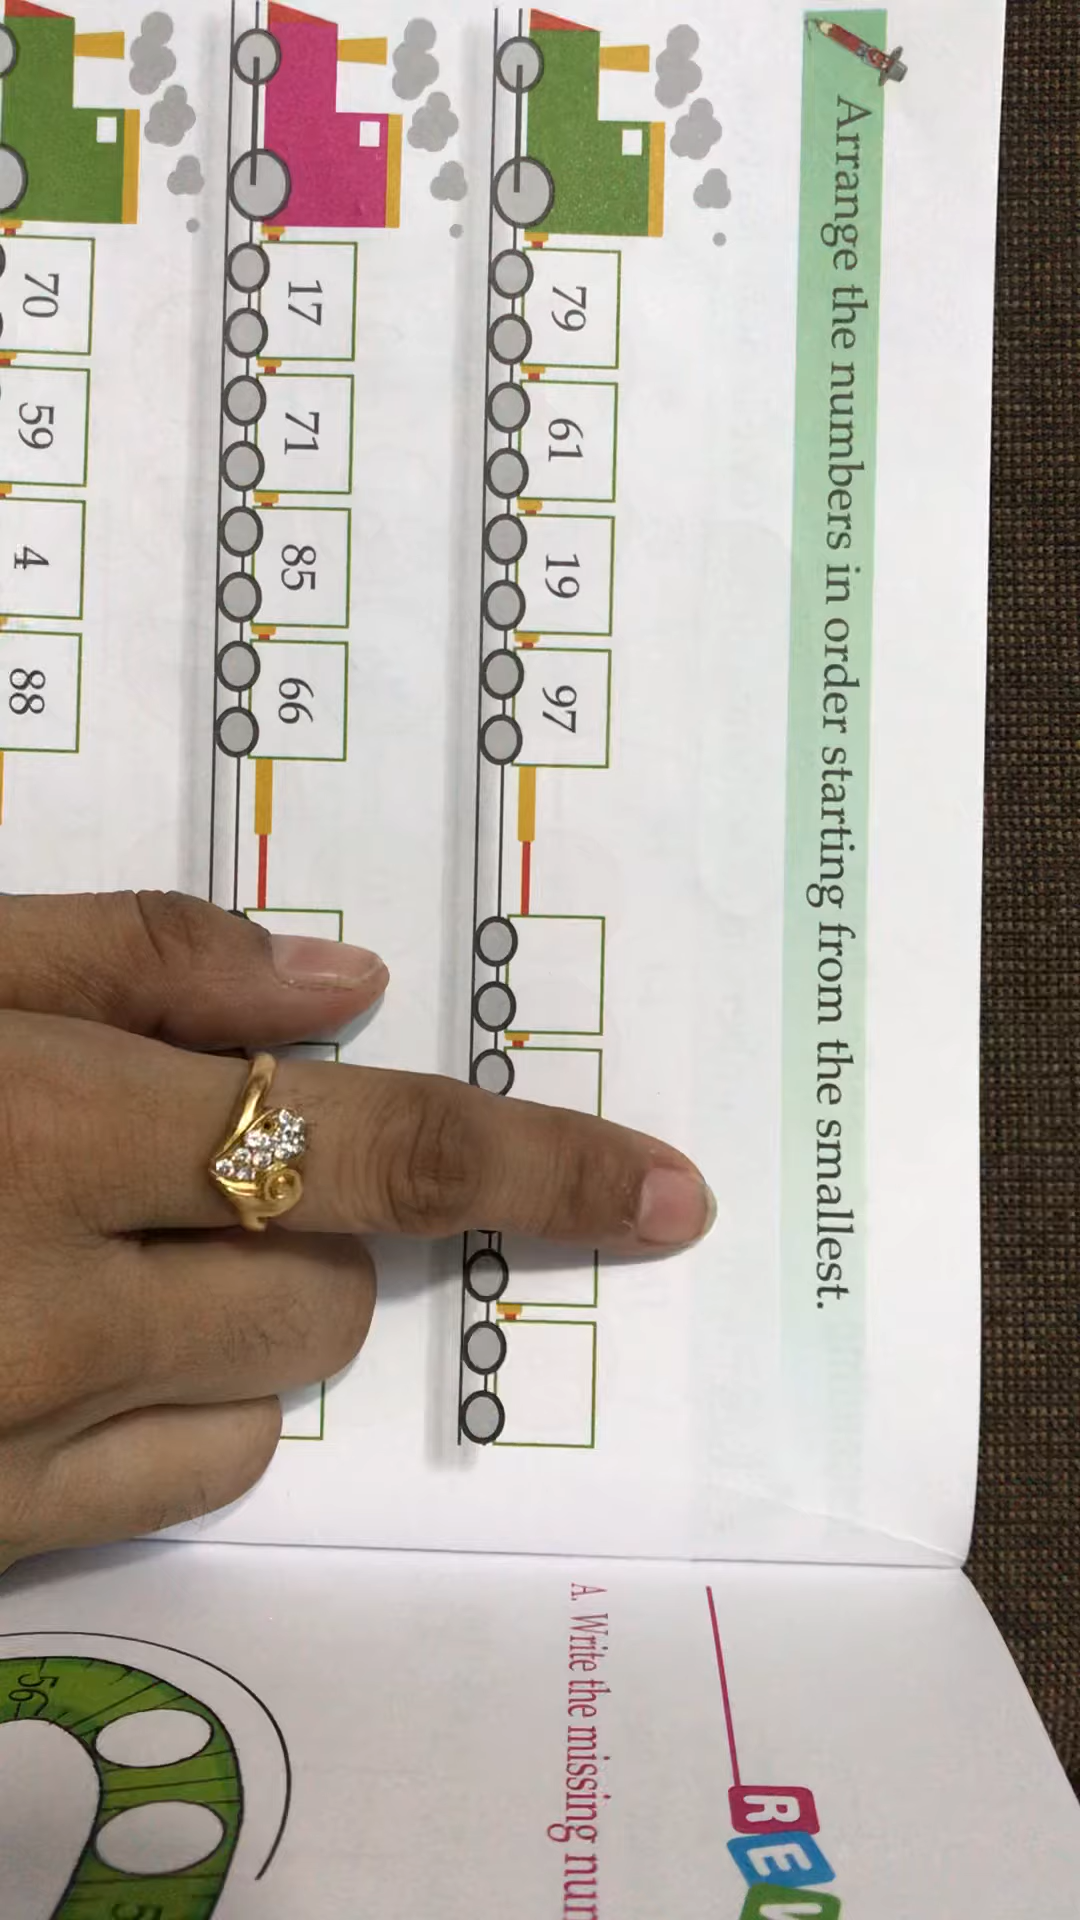 Arrange the numbers in order starting from the smallest.
79 61 19 97
17 71 85 66
70 59 4 88
RE
A. Write the missing
56